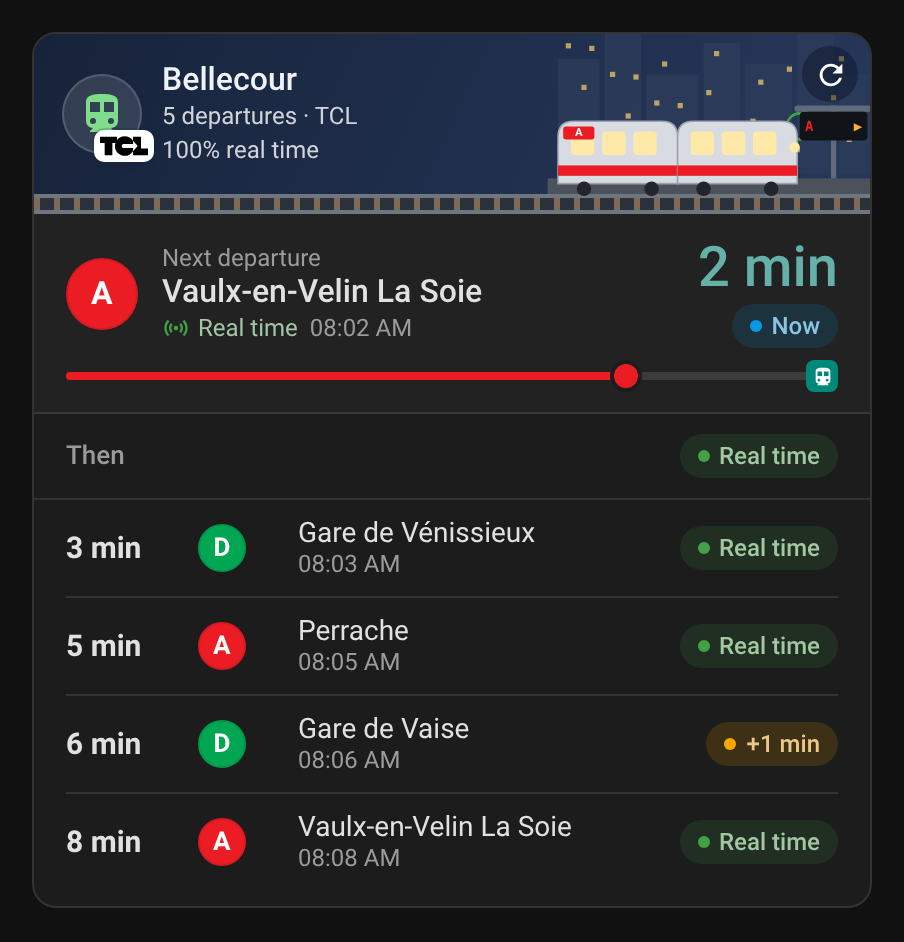 Bellecour
5 departures · TCL
100% real time
TCL
A
A
Next departure
Vaulx-en-Velin La Soie
Real time 08:02 AM
A
2 min
Now
Then
Real time
3 min
D
Gare de Vénissieux
08:03 AM
Real time
5 min
A
Perrache
08:05 AM
Real time
6 min
D
Gare de Vaise
08:06 AM
+1 min
8 min
A
Vaulx-en-Velin La Soie
08:08 AM
Real time